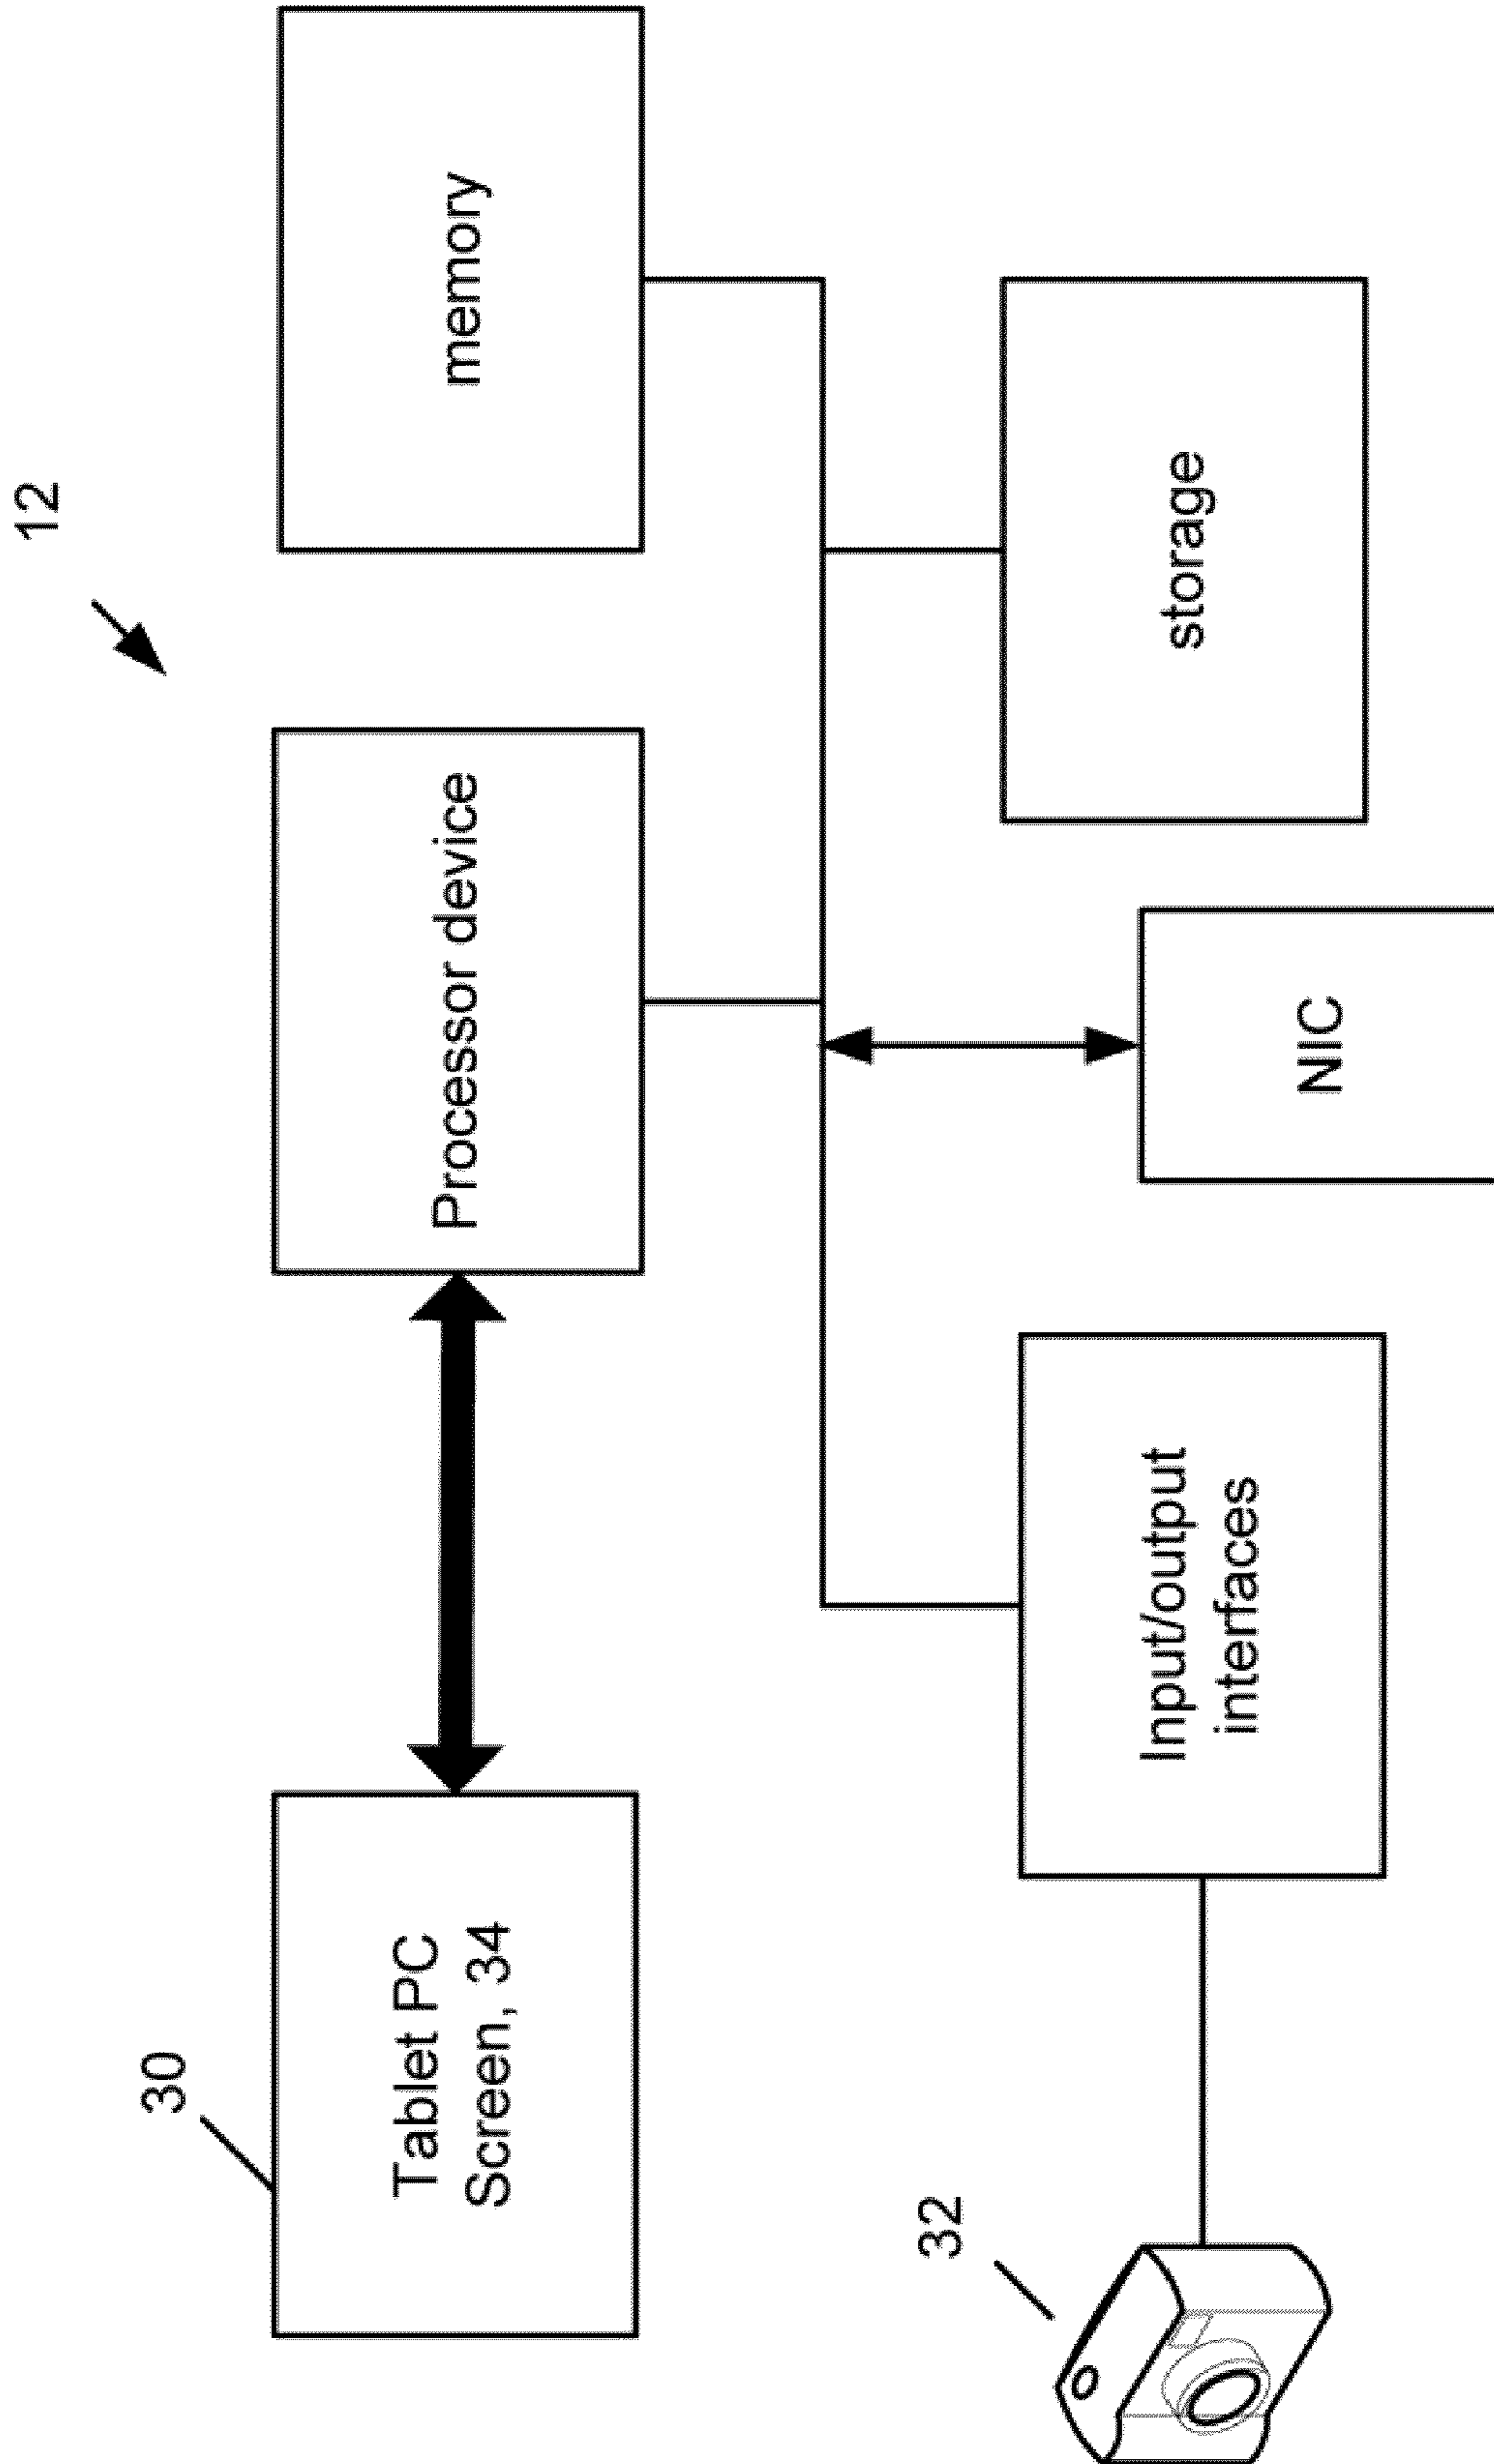 12
30
Tablet PC
Screen, 34
Processor device
memory
32
Input/output
interfaces
NIC
storage